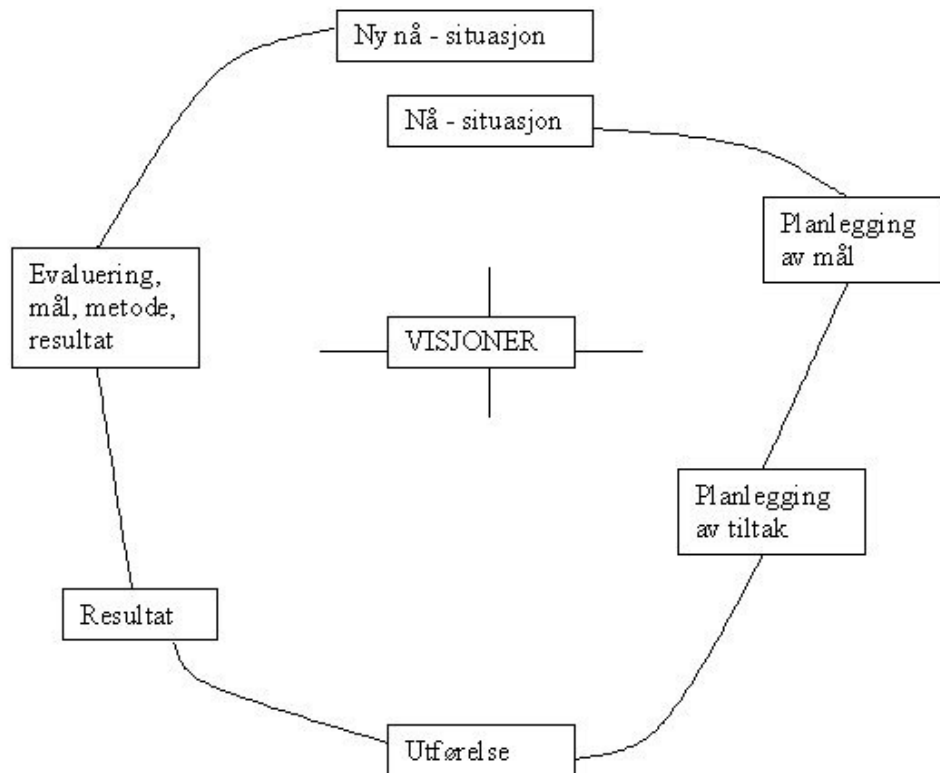 Ny nå - situasjon
Nå - situasjon
Planlegging
av mål
Evaluering,
mål, metode,
resultat
VISJONER
Planlegging
av tiltak
Resultat
Utførelse